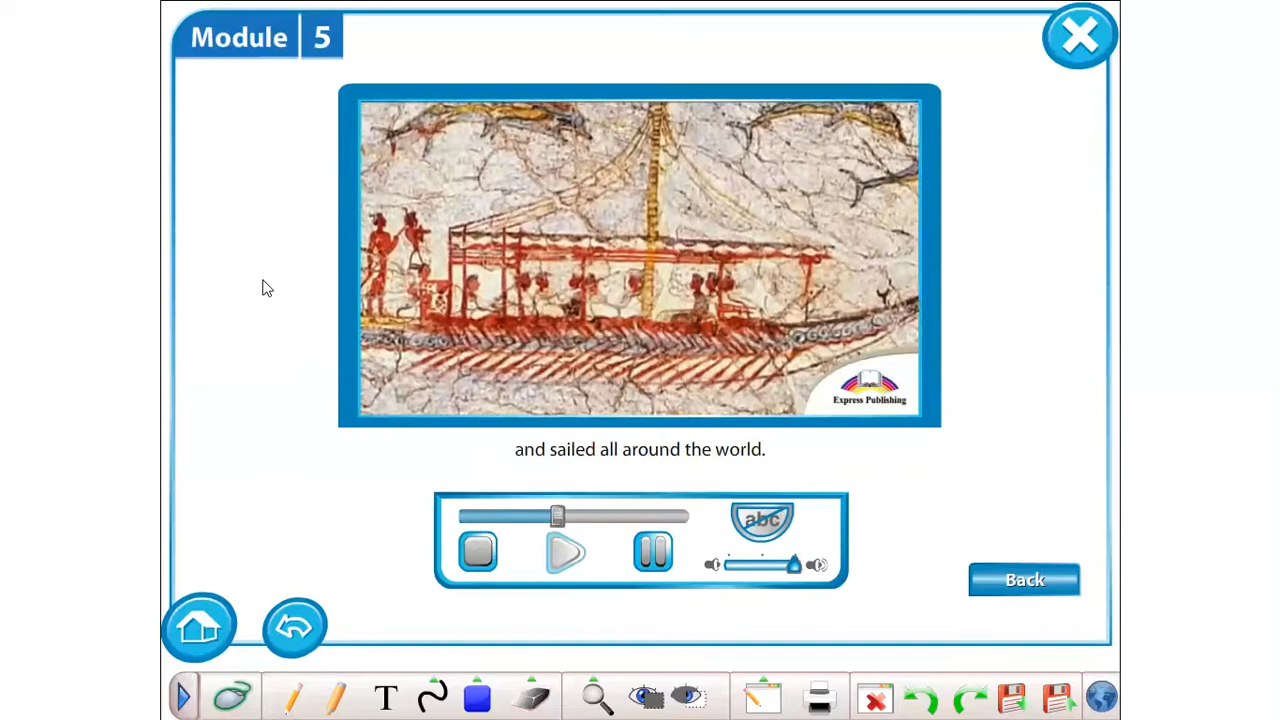 Module 5
Express Publishing
and sailed all around the world.
abc
Back
T